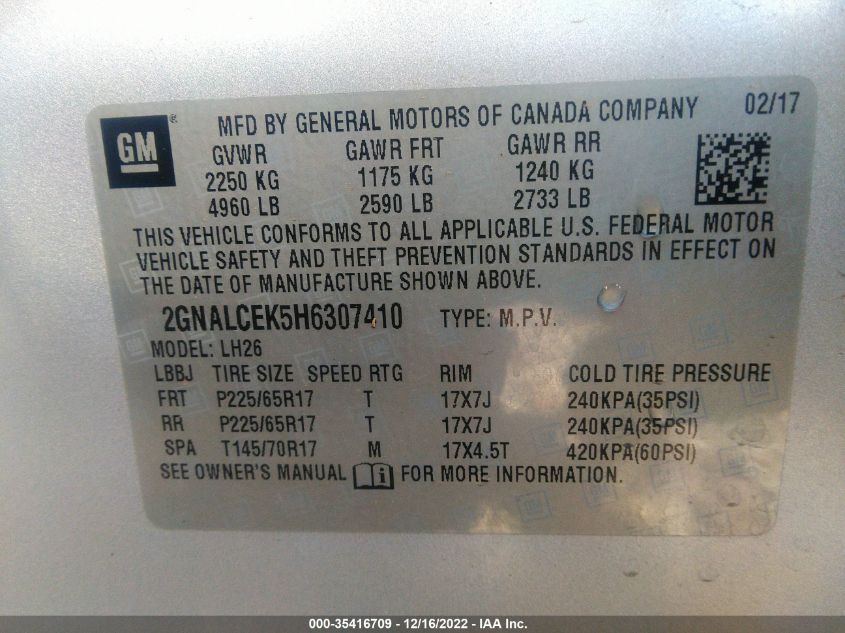 GM ® MFD BY GENERAL MOTORS OF CANADA COMPANY 02/17
GVWR GAWR FRT GAWR RR
2250 KG 1175 KG 1240 KG
4960 LB 2590 LB 2733 LB
THIS VEHICLE CONFORMS TO ALL APPLICABLE U.S. FEDERAL MOTOR
VEHICLE SAFETY AND THEFT PREVENTION STANDARDS IN EFFECT ON
THE DATE OF MANUFACTURE SHOWN ABOVE.
2GNALCEK5H6307410 TYPE: M.P.V.
MODEL: LH26
LBBJ TIRE SIZE SPEED RTG RIM COLD TIRE PRESSURE
FRT P225/65R17 T 17X7J 240KPA(35PSI)
RR P225/65R17 T 17X7J 240KPA(35PSI)
SPA T145/70R17 M 17X4.5T 420KPA(60PSI)
SEE OWNER'S MANUAL i FOR MORE INFORMATION.
000-35416709 - 12/16/2022 - IAA Inc.